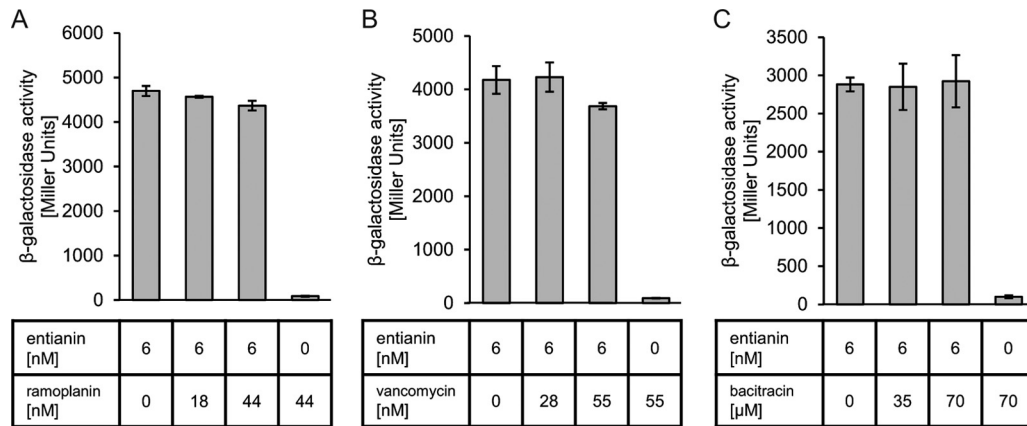 A
β-galactosidase activity
[Miller Units]
6000
5000
4000
3000
2000
1000
0
entianin
[nM]
6 6 6 0
ramoplanin
[nM]
0 18 44 44
B
β-galactosidase activity
[Miller Units]
5000
4000
3000
2000
1000
0
entianin
[nM]
6 6 6 0
vancomycin
[nM]
0 28 55 55
C
β-galactosidase activity
[Miller Units]
3500
3000
2500
2000
1500
1000
500
0
entianin
[nM]
6 6 6 0
bacitracin
[µM]
0 35 70 70